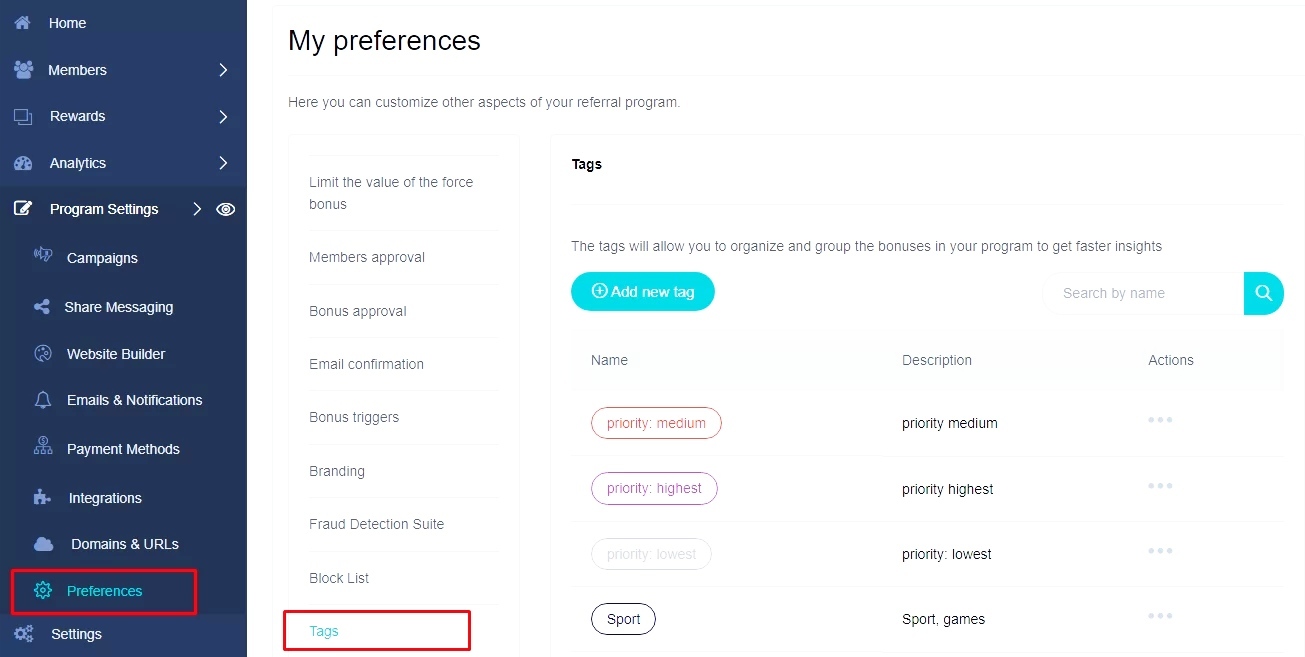 Home
Members
Rewards
Analytics
Program Settings
Campaigns
Share Messaging
Website Builder
Emails & Notifications
Payment Methods
Integrations
Domains & URLs
Preferences
Settings
My preferences
Here you can customize other aspects of your referral program.
Limit the value of the force
bonus
Members approval
Bonus approval
Email confirmation
Bonus triggers
Branding
Fraud Detection Suite
Block List
Tags
Tags
The tags will allow you to organize and group the bonuses in your program to get faster insights
Add new tag
Search by name
Name Description Actions
priority: medium priority medium
priority: highest priority highest
priority: lowest priority: lowest
Sport Sport, games